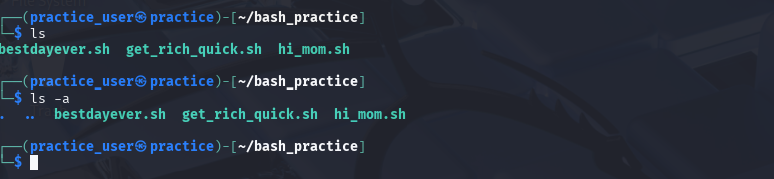 ┌──(practice_user㉿practice)-[~/bash_practice]
└─$ ls
bestdayever.sh  get_rich_quick.sh  hi_mom.sh
┌──(practice_user㉿practice)-[~/bash_practice]
└─$ ls -a
.  ..  bestdayever.sh  get_rich_quick.sh  hi_mom.sh
┌──(practice_user㉿practice)-[~/bash_practice]
└─$